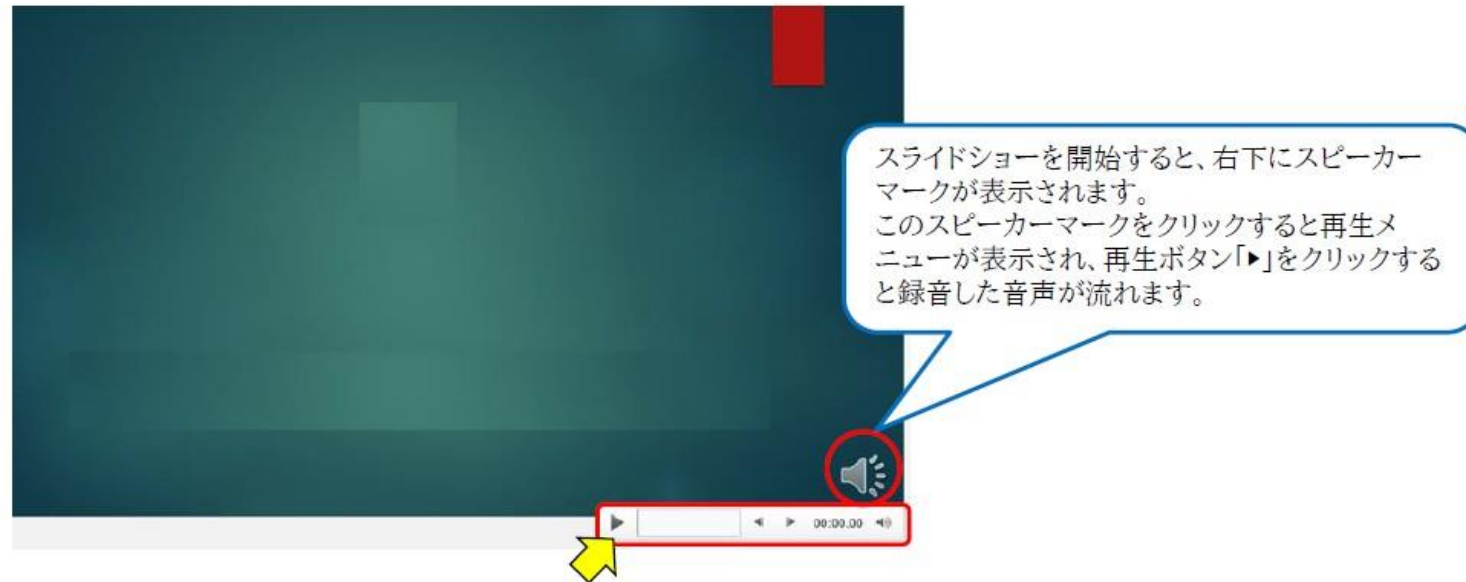 スライドショーを開始すると、右下にスピーカー
マークが表示されます。
このスピーカーマークをクリックすると再生メ
ニューが表示され、再生ボタン「▶」をクリックする
と録音した音声が流れます。
00:00.00